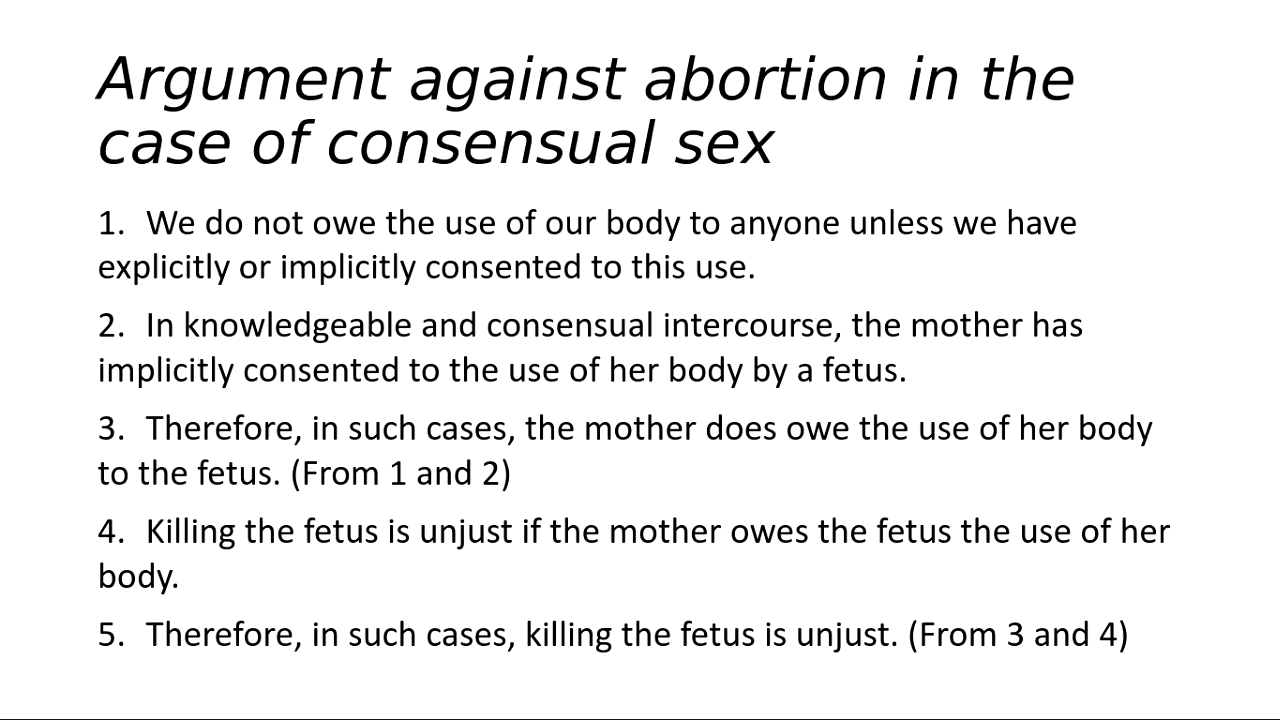 Argument against abortion in the
case of consensual sex
1. We do not owe the use of our body to anyone unless we have
explicitly or implicitly consented to this use.
2. In knowledgeable and consensual intercourse, the mother has
implicitly consented to the use of her body by a fetus.
3. Therefore, in such cases, the mother does owe the use of her body
to the fetus. (From 1 and 2)
4. Killing the fetus is unjust if the mother owes the fetus the use of her
body.
5. Therefore, in such cases, killing the fetus is unjust. (From 3 and 4)